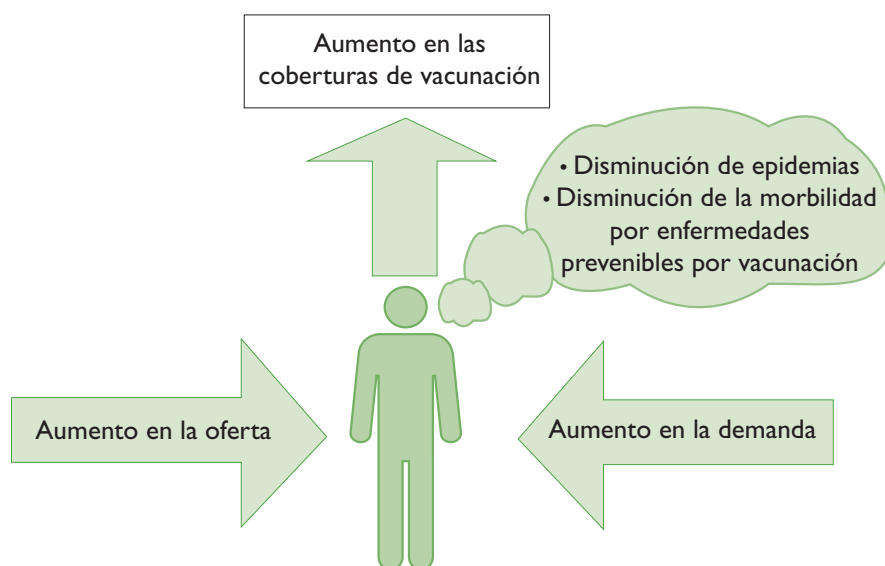 Aumento en las
coberturas de vacunación
• Disminución de epidemias
• Disminución de la morbilidad
por enfermedades
prevenibles por vacunación
Aumento en la oferta
Aumento en la demanda